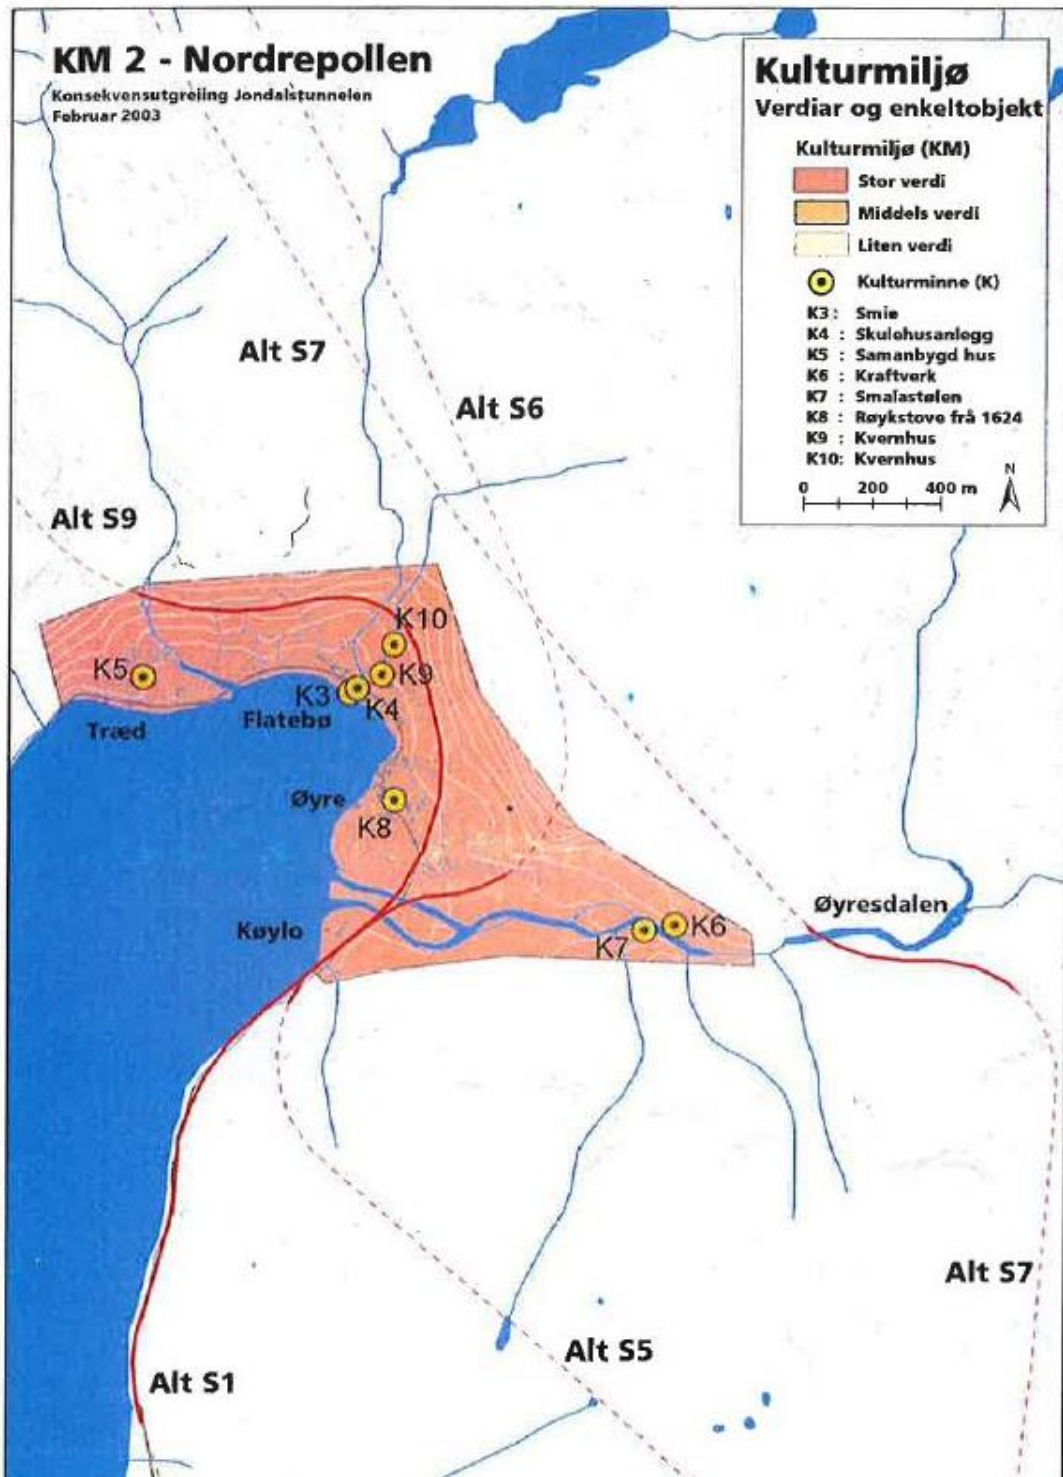 KM 2 - Nordrepollen
Konsekvensutgreiing Jondalstunnelen
Februar 2003
Kulturmiljø
Verdiar og enkeltobjekt
Kulturmiljø (KM)
Stor verdi
Middels verdi
Liten verdi
Kulturminne (K)
K3 : Smie
K4 : Skulehusanlegg
K5 : Samanbygd hus
K6 : Kraftverk
K7 : Smalastølen
K8 : Røykstove frå 1624
K9 : Kvernhus
K10: Kvernhus
N
0 200 400 m
Alt S7
Alt S6
Alt S9
K10
K5
K9
K3
K4
Træd
Flatebø
Øyre
K8
Øyresdalen
Køylo
K7
K6
Alt S7
Alt S5
Alt S1